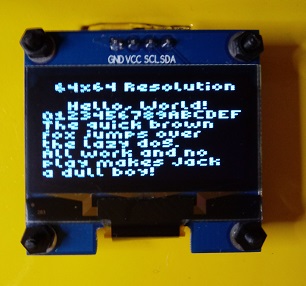 GND VCC SCL SDA
64x64 Resolution
Hello, World!
0123456789ABCDEF
The quick brown
fox jumps over
the lazy dog.
All work and no
play makes Jack
a dull boy!